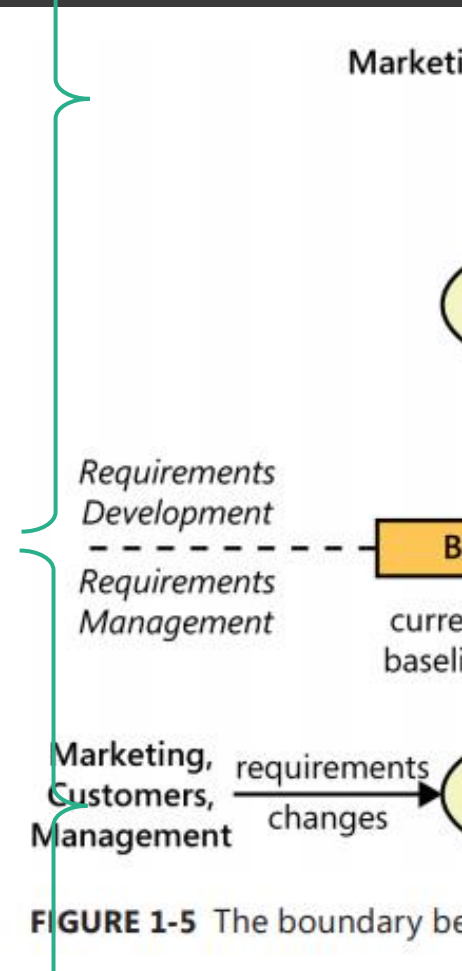 Marketi
Requirements
Development
B
Requirements
Management
curre
baseli
Marketing,
Customers,
Management
requirements
changes
FIGURE 1-5 The boundary be